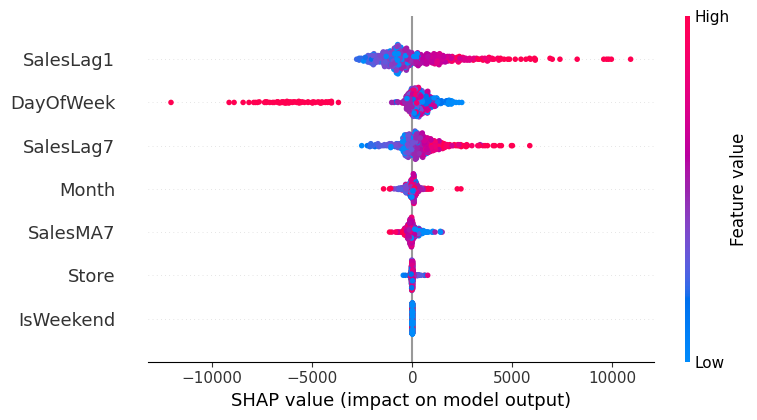 High
SalesLag1
DayOfWeek
SalesLag7
Month
SalesMA7
Store
IsWeekend
Feature value
Low
−10000 −5000 0 5000 10000
SHAP value (impact on model output)